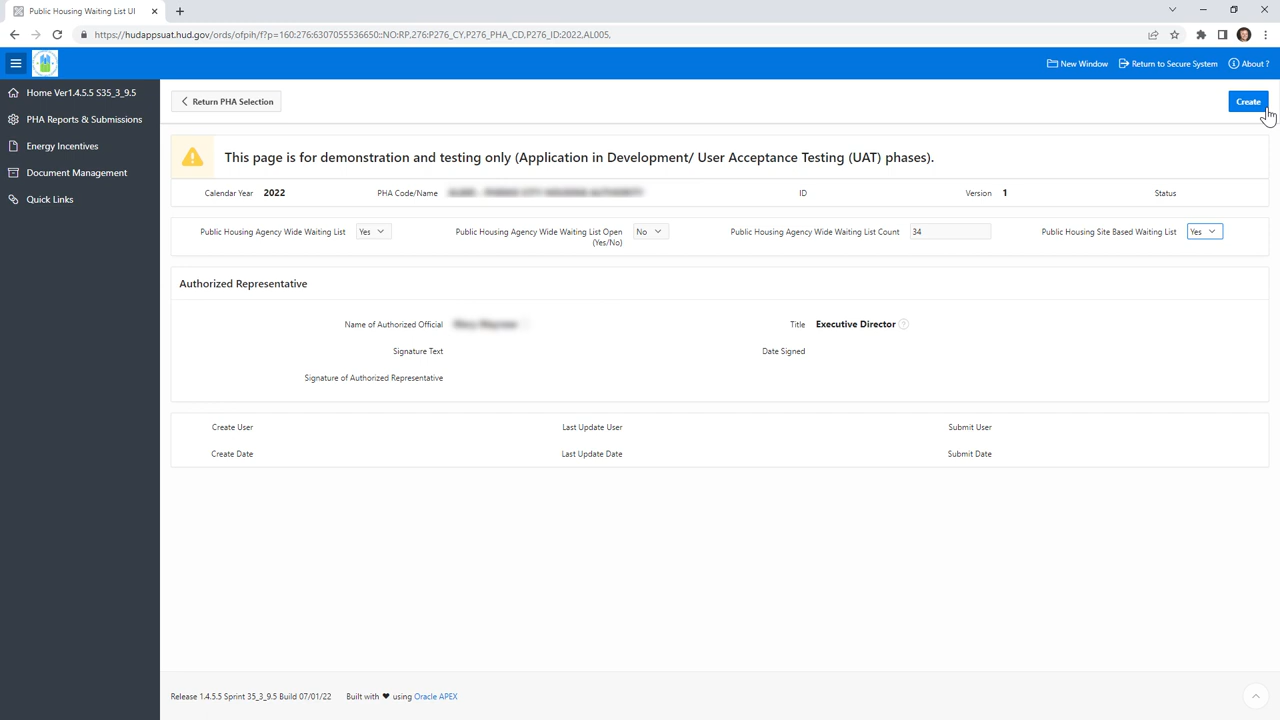 Public Housing Waiting List UI
https://hudappsuat.hud.gov/ords/ofpih/f?p=160:276:6307055536650::NO:RP,276:P276_CY,P276_PHA_CD,P276_ID:2022,AL005,
New Window Return to Secure System About ?
Home Ver1.4.5.5 S35_3_9.5
PHA Reports & Submissions
Energy Incentives
Document Management
Quick Links
Return PHA Selection
Create
This page is for demonstration and testing only (Application in Development/ User Acceptance Testing (UAT) phases).
Calendar Year 2022 PHA Code/Name ID Version 1 Status
Public Housing Agency Wide Waiting List Yes Public Housing Agency Wide Waiting List Open (Yes/No) No Public Housing Agency Wide Waiting List Count 34 Public Housing Site Based Waiting List Yes
Authorized Representative
Name of Authorized Official Title Executive Director ?
Signature Text Date Signed
Signature of Authorized Representative
Create User Last Update User Submit User
Create Date Last Update Date Submit Date
Release 1.4.5.5 Sprint 35_3_9.5 Build 07/01/22 Built with ♥ using Oracle APEX